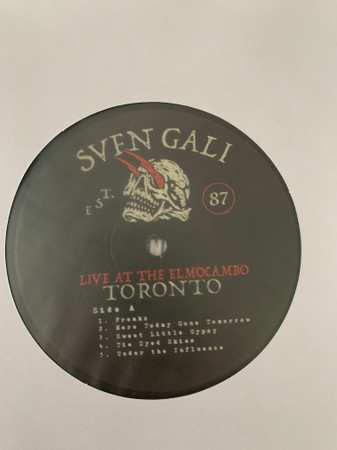 SVEN GALI
EST.
87
LIVE AT THE ELMOCAMBO
TORONTO
Side A
1. Freaks
2. Here Today Gone Tomorrow
3. Sweet Little Gypsy
4. Tie Dyed Skies
5. Under the Influence